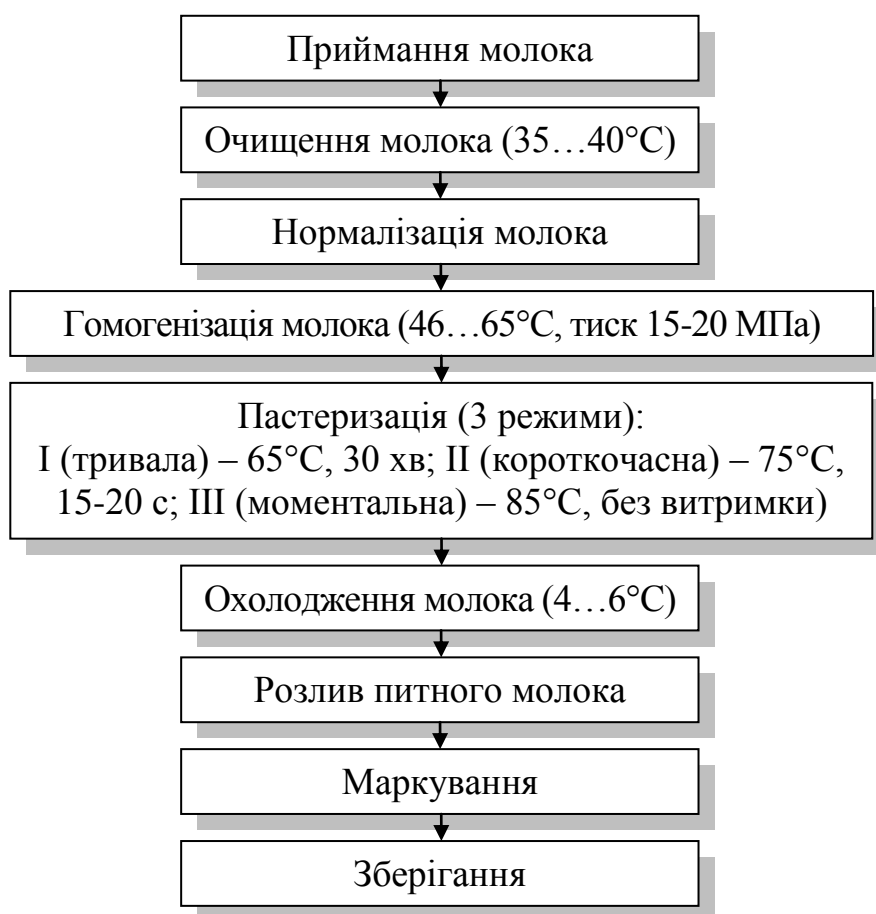 Приймання молока
Очищення молока (35…40°С)
Нормалізація молока
Гомогенізація молока (46…65°С, тиск 15-20 МПа)
Пастеризація (3 режими):
І (тривала) – 65°С, 30 хв; ІІ (короткочасна) – 75°С,
15-20 с; ІІІ (моментальна) – 85°С, без витримки)
Охолодження молока (4…6°С)
Розлив питного молока
Маркування
Зберігання